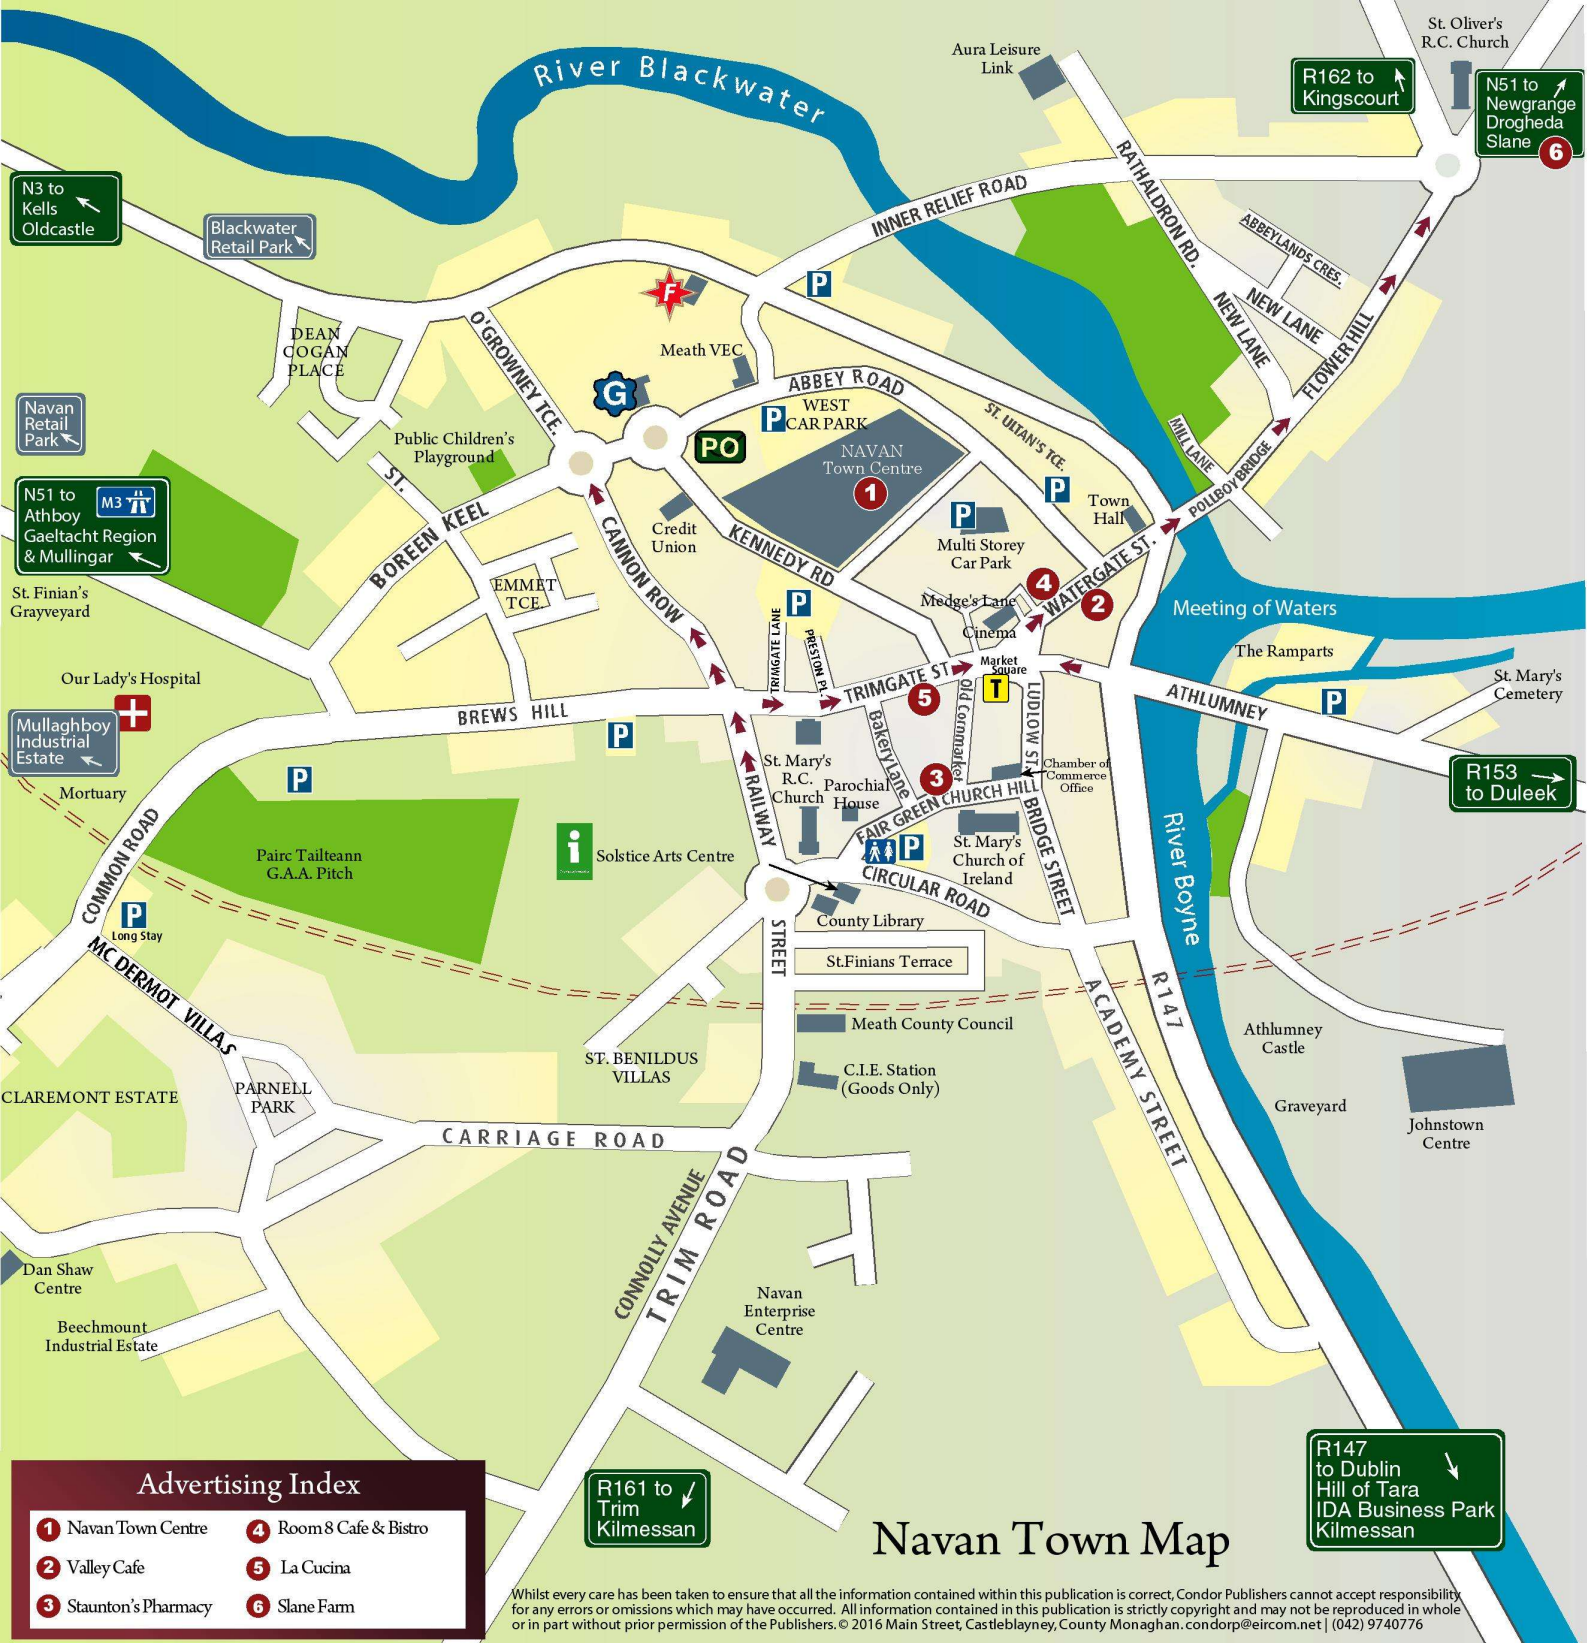 River Blackwater
Aura Leisure
Link
St. Oliver's
R.C. Church
R162 to
Kingscourt
N51 to
Newgrange
Drogheda
Slane
6
RATHALDRON RD.
INNER RELIEF ROAD
ABBEYLANDS CRES.
NEW LANE
NEW LANE
FLOWER HILL
N3 to
Kells
Oldcastle
Blackwater
Retail Park
F
P
DEAN
COGAN
PLACE
O'GROWNEY TCE.
Meath VEC
G
ABBEY ROAD
WEST
CAR PARK
P
ST. ULTAN'S TCE.
MILL LANE
POLLBOY BRIDGE
Navan
Retail
Park
Public Children's
Playground
PO
NAVAN
Town Centre
1
N51 to
M3
Athboy
Gaeltacht Region
& Mullingar
ST.
BOREEN KEEL
CANNON ROW
Credit
Union
KENNEDY RD
P
P
Town
Hall
Multi Storey
Car Park
WATERGATE ST.
St. Finian's
Grayveyard
EMMET
TCE.
P
TRIMGATE LANE
PRESTON PL.
Medge's Lane
4
2
Cinema
Meeting of Waters
The Ramparts
St. Mary's
Cemetery
P
ATHLUMNEY
Our Lady's Hospital
Mullaghboy
Industrial
Estate
BREWS HILL
P
TRIMGATE ST.
5
Market
Square
T
Old Cornmarket
LUDLOW ST.
Bakery Lane
P
Mortuary
COMMON ROAD
RAILWAY
St. Mary's
R.C.
Church
Parochial
House
3
Chamber of
Commerce
Office
R153
to Duleek
FAIR GREEN
CHURCH HILL
P
St. Mary's
Church of
Ireland
BRIDGE STREET
River Boyne
Pairc Tailteann
G.A.A. Pitch
i
Solstice Arts Centre
CIRCULAR ROAD
County Library
P
Long Stay
STREET
St.Finians Terrace
MC DERMOT VILLAS
R147
ACADEMY STREET
Meath County Council
ST. BENILDUS
VILLAS
C.I.E. Station
(Goods Only)
Athlumney
Castle
Graveyard
Johnstown
Centre
CLAREMONT ESTATE
PARNELL
PARK
CARRIAGE ROAD
CONNOLLY AVENUE
TRIM ROAD
Dan Shaw
Centre
Beechmount
Industrial Estate
Navan
Enterprise
Centre
R161 to
Trim
Kilmessan
R147
to Dublin
Hill of Tara
IDA Business Park
Kilmessan
Navan Town Map
Advertising Index
1 Navan Town Centre
2 Valley Cafe
3 Staunton's Pharmacy
4 Room 8 Cafe & Bistro
5 La Cucina
6 Slane Farm
Whilst every care has been taken to ensure that all the information contained within this publication is correct, Condor Publishers cannot accept responsibility
for any errors or omissions which may have occurred. All information contained in this publication is strictly copyright and may not be reproduced in whole
or in part without prior permission of the Publishers. © 2016 Main Street, Castleblayney, County Monaghan. condorp@eircom.net | (042) 9740776